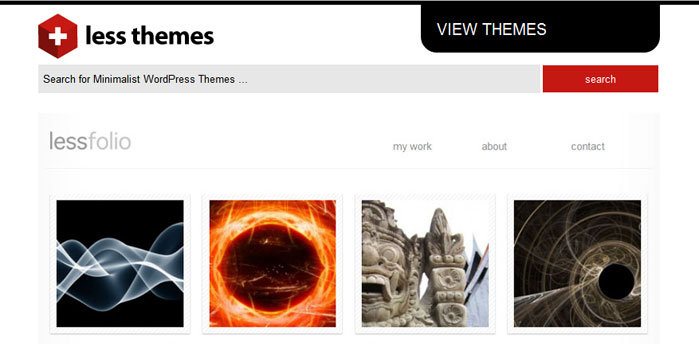 less themes
VIEW THEMES
Search for Minimalist WordPress Themes ...
search
lessfolio
my work
about
contact